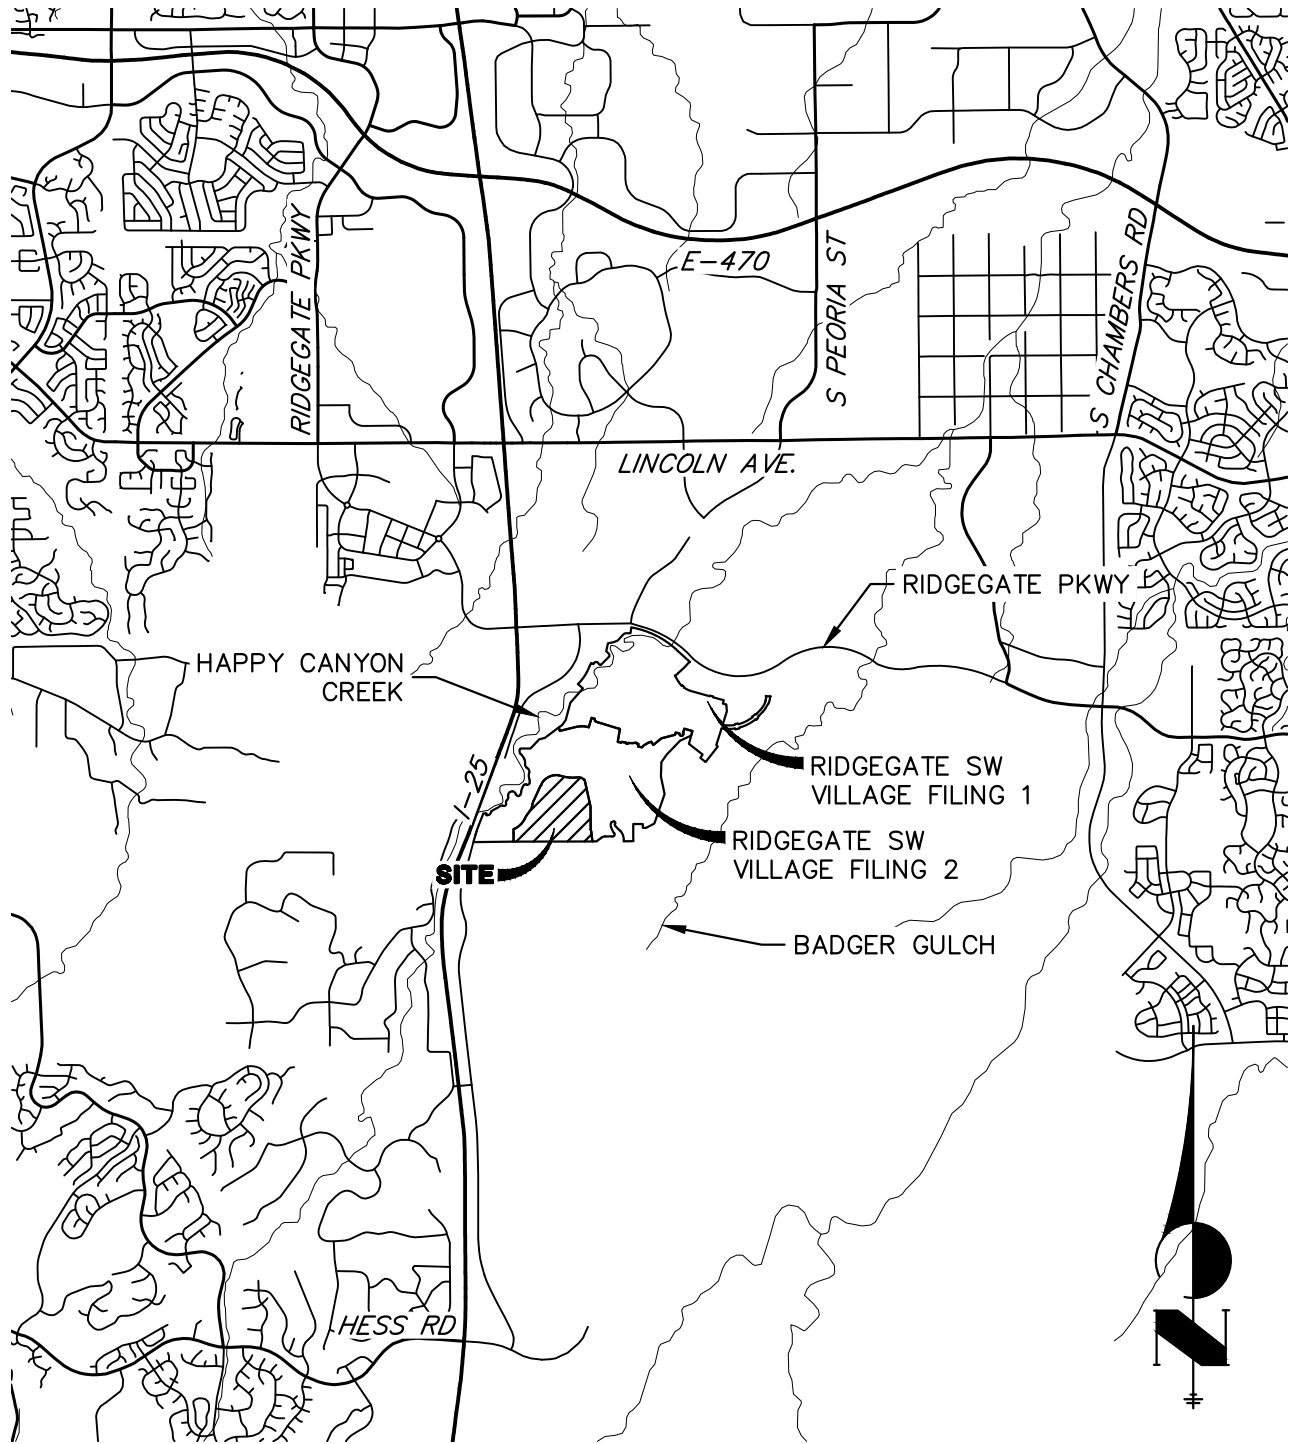 E-470
RIDGEGATE PKWY
S PEORIA ST
S CHAMBERS RD
LINCOLN AVE.
RIDGEGATE PKWY
HAPPY CANYON
CREEK
I-25
RIDGEGATE SW
VILLAGE FILING 1
RIDGEGATE SW
VILLAGE FILING 2
SITE
BADGER GULCH
HESS RD
N